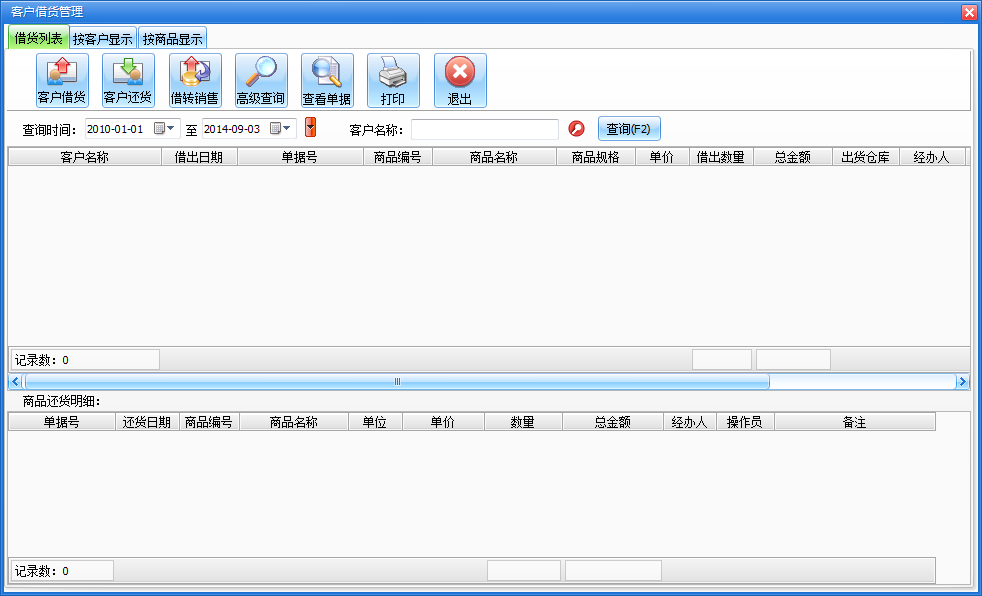 客户借货管理
借货列表 按客户显示 按商品显示
客户借货 客户还货 借转销售 高级查询 查看单据 打印 退出
查询时间: 2010-01-01 至 2014-09-03 客户名称: 查询(F2)
客户名称 借出日期 单据号 商品编号 商品名称 商品规格 单价 借出数量 总金额 出货仓库 经办人
记录数: 0
商品还货明细:
单据号 还货日期 商品编号 商品名称 单位 单价 数量 总金额 经办人 操作员 备注
记录数: 0